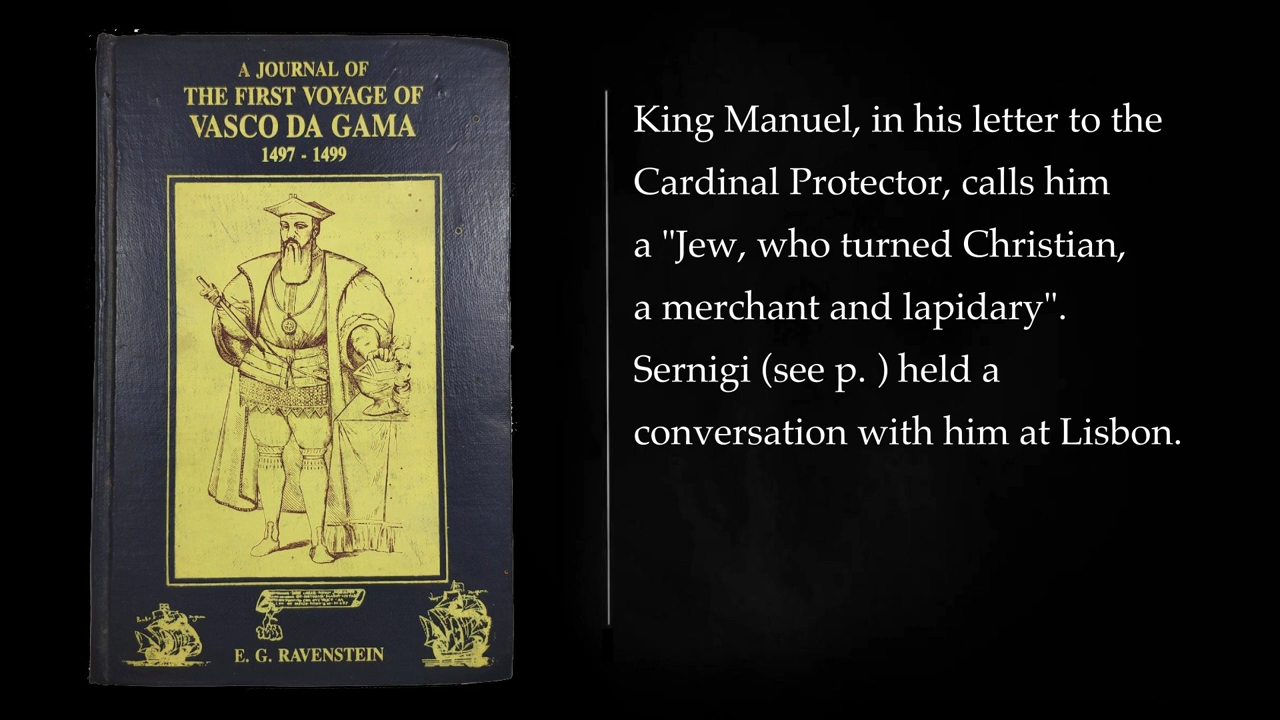 A JOURNAL OF
THE FIRST VOYAGE OF
VASCO DA GAMA
1497 - 1499
E. G. RAVENSTEIN
King Manuel, in his letter to the
Cardinal Protector, calls him
a "Jew, who turned Christian,
a merchant and lapidary".
Sernigi (see p. ) held a
conversation with him at Lisbon.